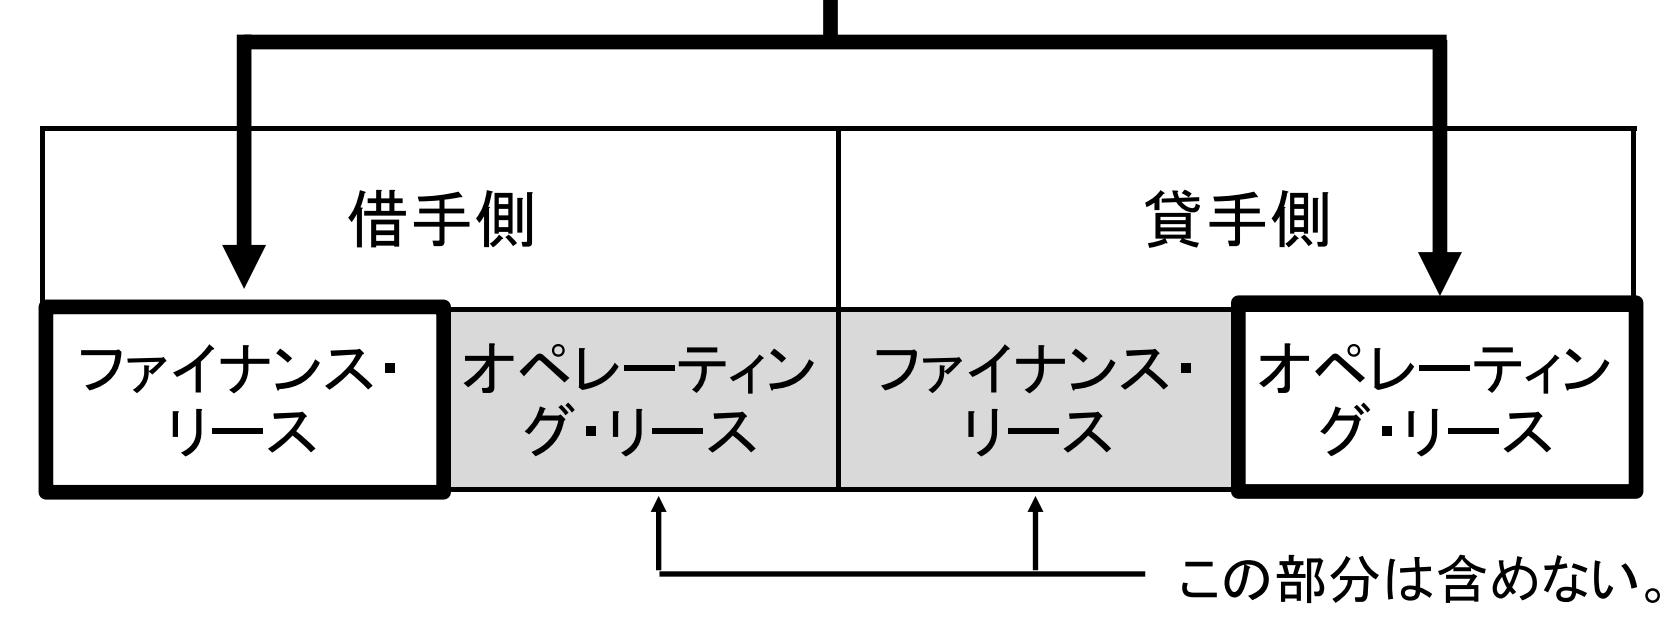 借手側
貸手側
ファイナンス・
リース
オペレーティン
グ・リース
ファイナンス・
リース
オペレーティン
グ・リース
この部分は含めない。